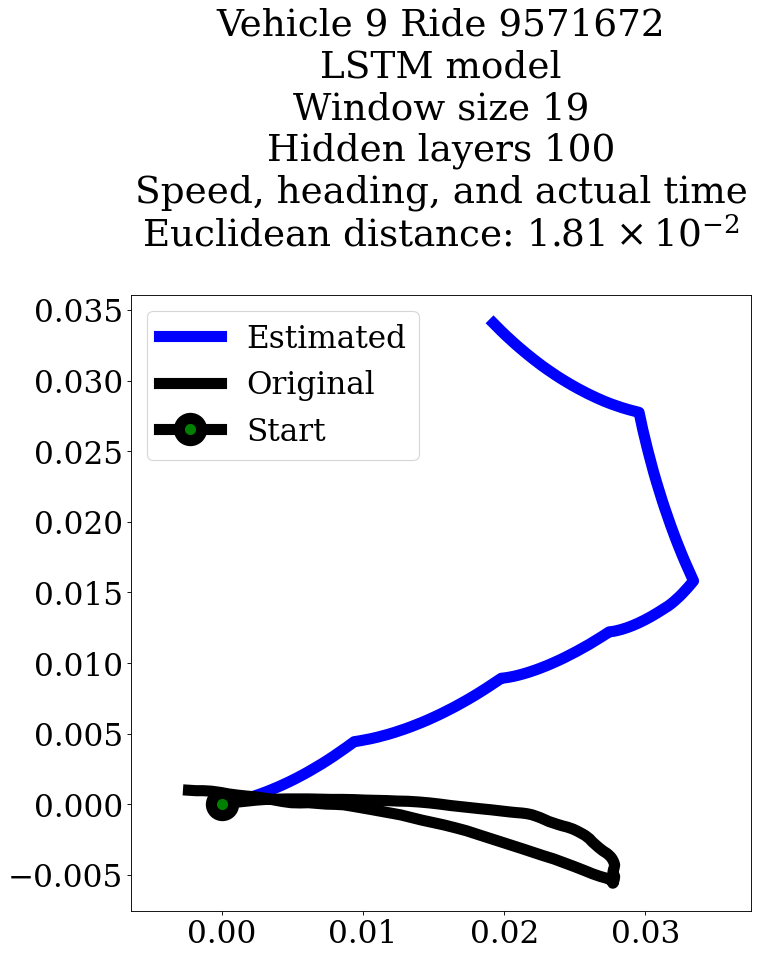 Vehicle 9 Ride 9571672
LSTM model
Window size 19
Hidden layers 100
Speed, heading, and actual time
Euclidean distance: 1.81 × 10⁻²
0.035
0.030
0.025
0.020
0.015
0.010
0.005
0.000
−0.005
Estimated
Original
Start
0.00 0.01 0.02 0.03